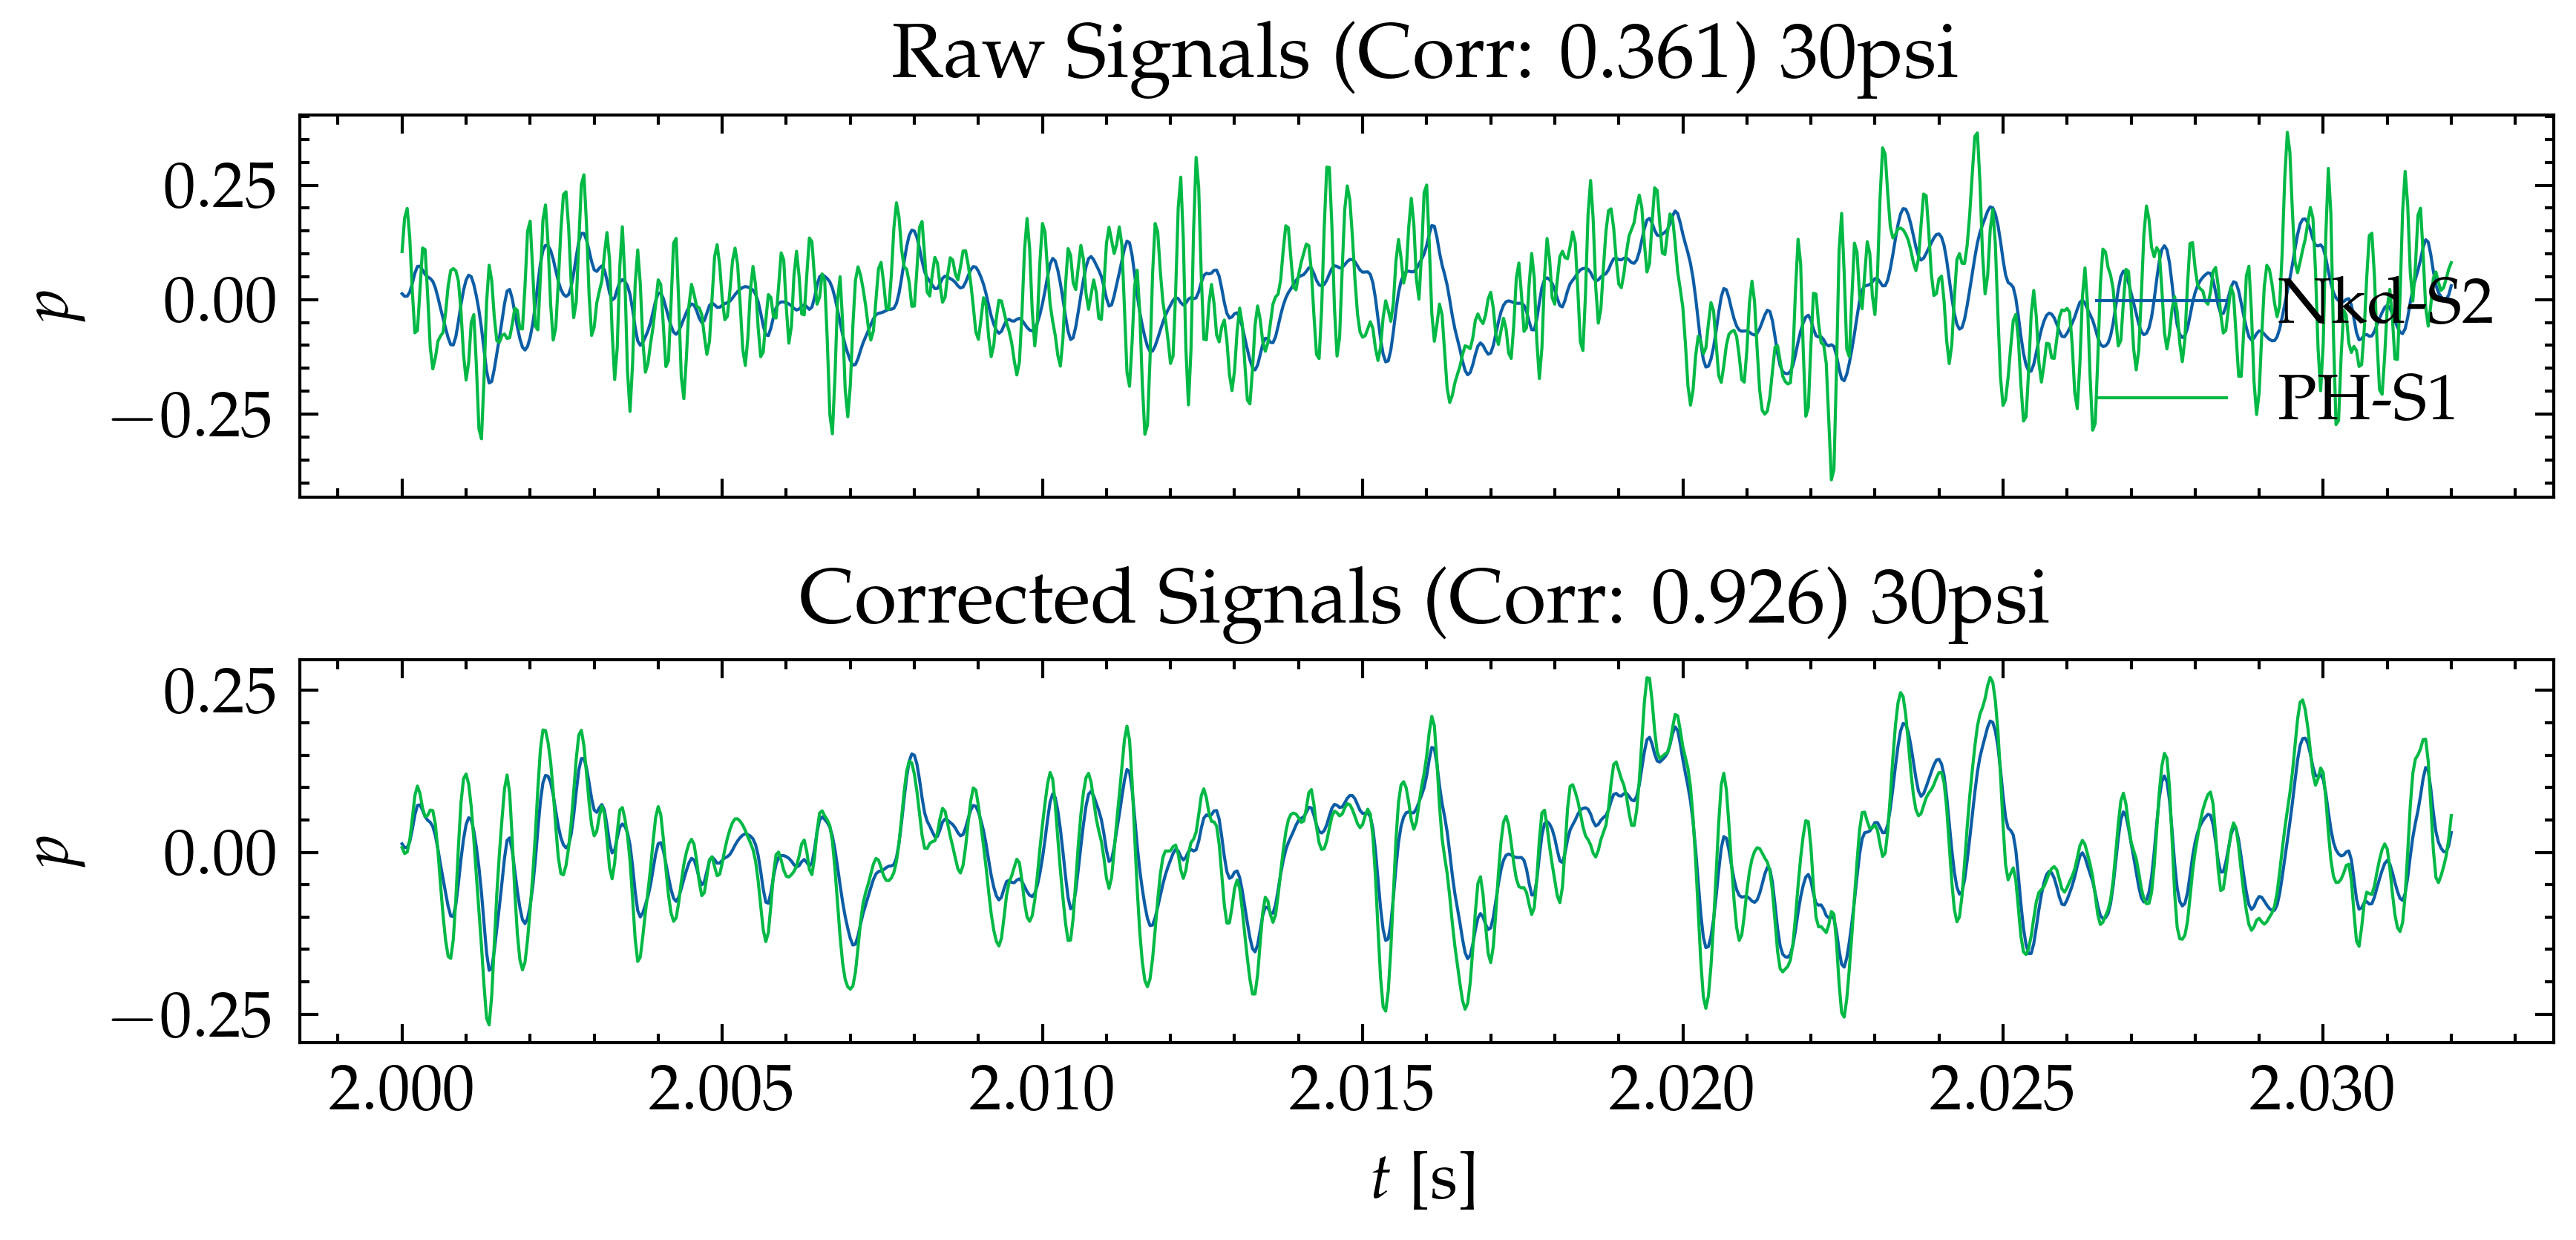 Raw Signals (Corr: 0.361) 30psi
0.25
0.00
−0.25
p
Nkd-S2
PH-S1
Corrected Signals (Corr: 0.926) 30psi
0.25
0.00
−0.25
p
2.000 2.005 2.010 2.015 2.020 2.025 2.030
t [s]